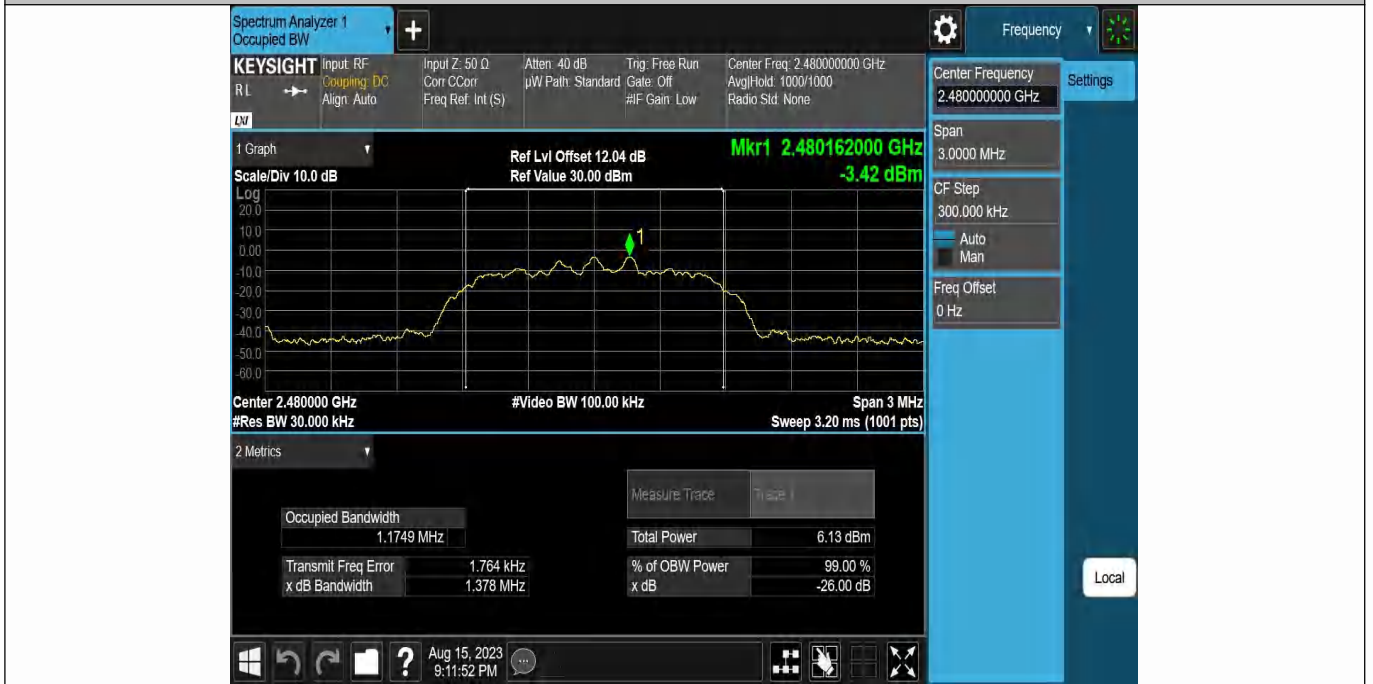 Spectrum Analyzer 1
Occupied BW
Frequency
KEYSIGHT
Input: RF
Coupling: DC
Align: Auto
Input Z: 50 Ω
Corr CCorr
Freq Ref: Int (S)
Atten: 40 dB
µW Path: Standard
Trig: Free Run
Gate: Off
#IF Gain: Low
Center Freq: 2.480000000 GHz
Avg|Hold: 1000/1000
Radio Std: None
R L
LXI
Center Frequency
2.480000000 GHz
Settings
Span
3.0000 MHz
CF Step
300.000 kHz
Auto
Man
Freq Offset
0 Hz
Local
1 Graph
Scale/Div 10.0 dB
Ref Lvl Offset 12.04 dB
Ref Value 30.00 dBm
Mkr1 2.480162000 GHz
-3.42 dBm
Log
20.0
10.0
0.00
-10.0
-20.0
-30.0
-40.0
-50.0
-60.0
1
Center 2.480000 GHz
#Res BW 30.000 kHz
#Video BW 100.00 kHz
Span 3 MHz
Sweep 3.20 ms (1001 pts)
2 Metrics
Measure Trace
Trace 1
Occupied Bandwidth
1.1749 MHz
Total Power
6.13 dBm
Transmit Freq Error
1.764 kHz
% of OBW Power
99.00 %
x dB Bandwidth
1.378 MHz
x dB
-26.00 dB
Aug 15, 2023
9:11:52 PM